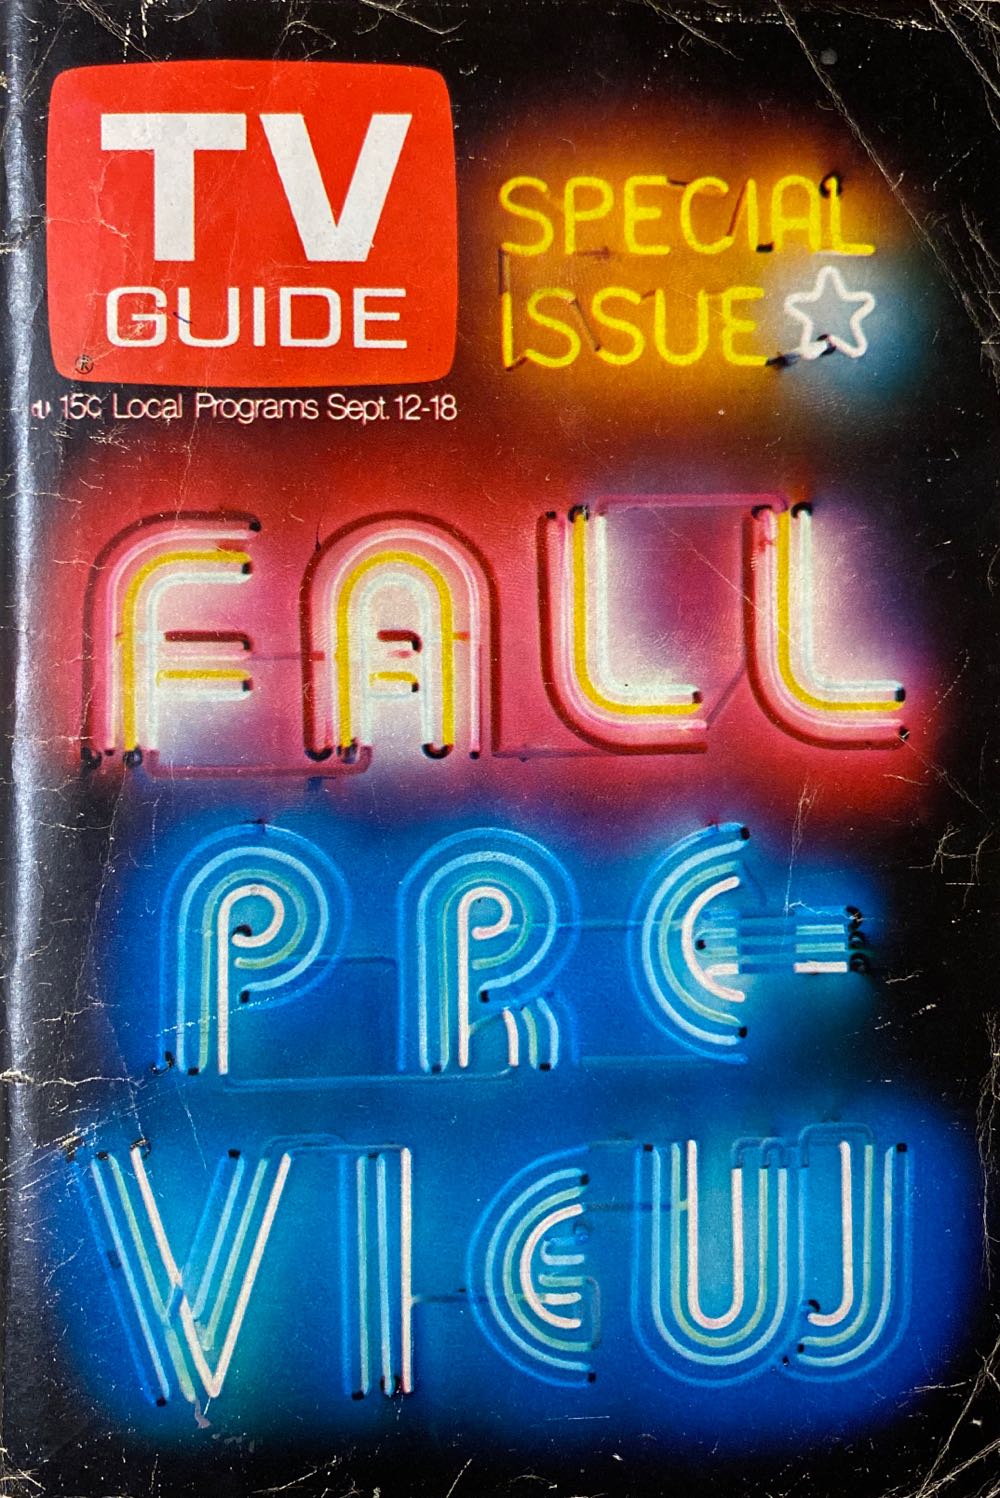 TV
GUIDE
®
15¢ Local Programs Sept. 12-18
SPECIAL
ISSUE
FALL
PRE-
VIEW